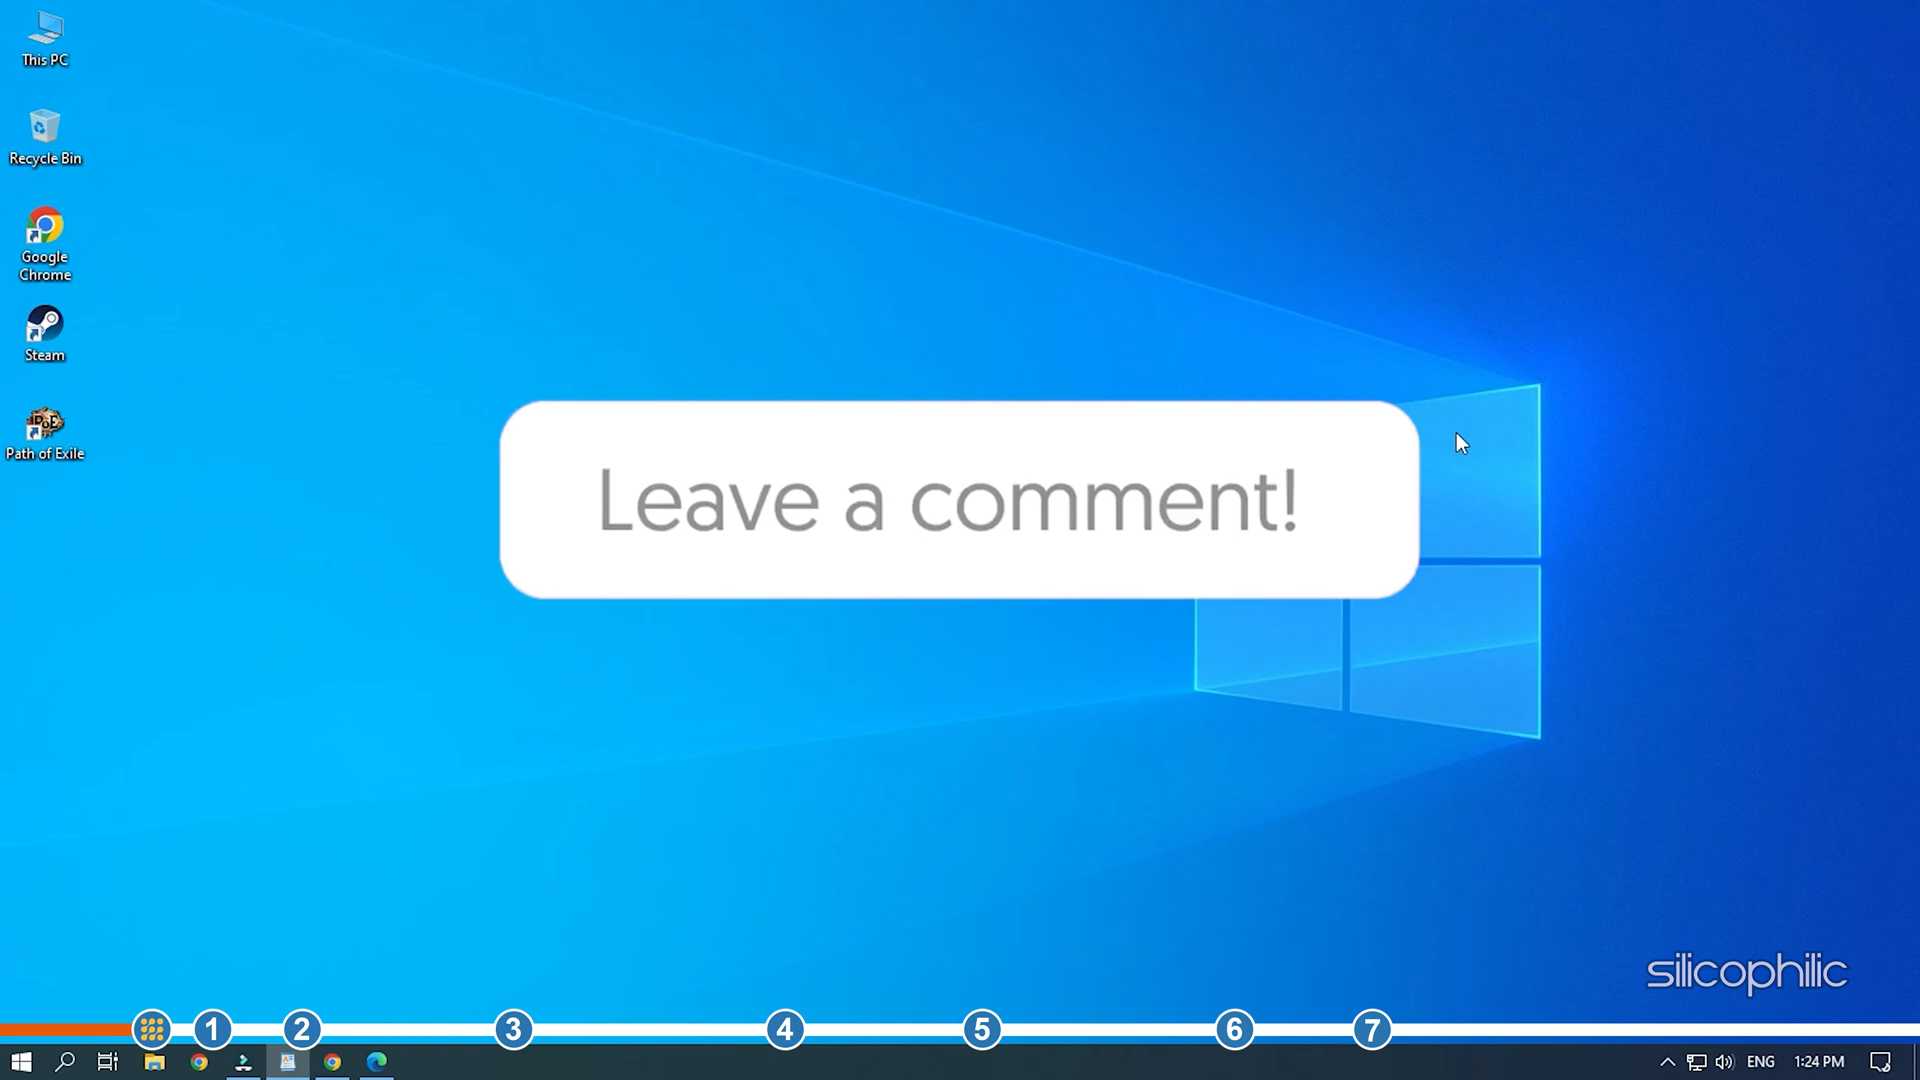 This PC
Recycle Bin
Google
Chrome
Steam
PoE
Path of Exile
Leave a comment!
silicophilic
1
2
3
4
5
6
7
ENG
1:24 PM